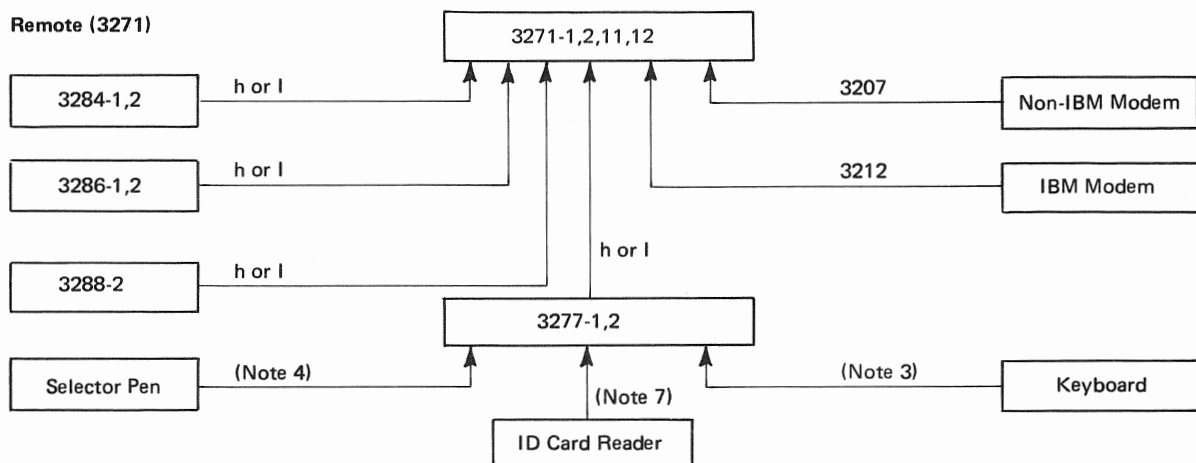 Remote (3271)
3271-1,2,11,12
3284-1,2
h or l
3207
Non-IBM Modem
3286-1,2
h or l
3212
IBM Modem
h or l
3288-2
h or l
3277-1,2
Selector Pen
(Note 4)
(Note 7)
(Note 3)
Keyboard
ID Card Reader